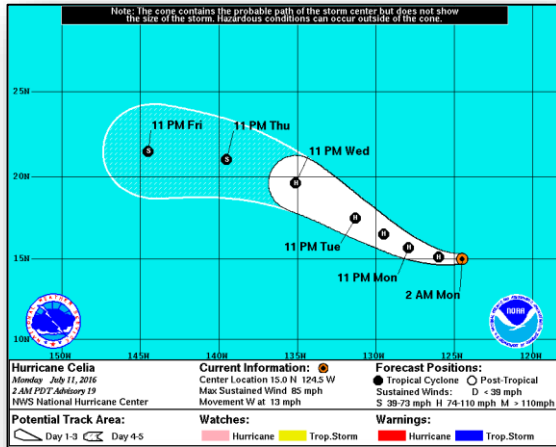 Note: The cone contains the probable path of the storm center but does not show
the size of the storm. Hazardous conditions can occur outside of the cone.
25N
11 PM Fri
11 PM Thu
11 PM Wed
20N
11 PM Tue
11 PM Mon
15N
2 AM Mon
NOAA
10N
150W 145W 140W 135W 130W 125W
Hurricane Celia
Monday July 11, 2016
2 AM PDT Advisory 19
NWS National Hurricane Center
Current Information:
Center Location 15.0 N 124.5 W
Max Sustained Wind 85 mph
Movement W at 13 mph
Forecast Positions:
Tropical Cyclone Post-Tropical
Sustained Winds: D < 39 mph
S 39-73 mph H 74-110 mph M > 110mph
Potential Track Area:
Day 1-3 Day 4-5
Watches:
Hurricane Trop.Storm
Warnings:
Hurricane Trop.Storm